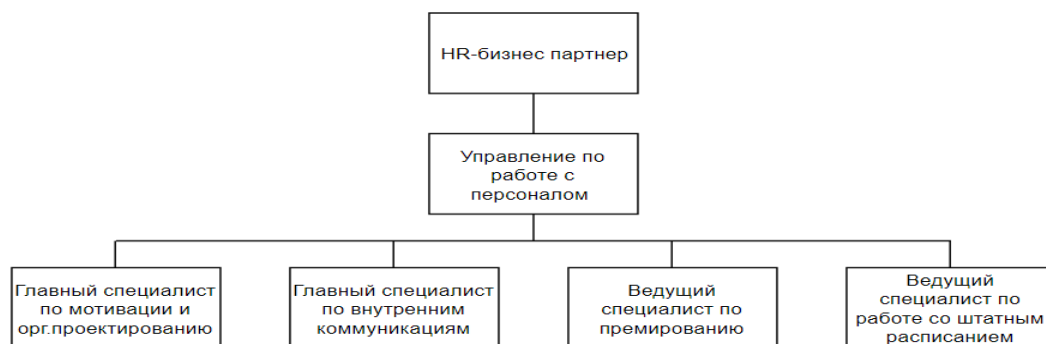 HR-бизнес партнер
Управление по
работе с
персоналом
Главный специалист
по мотивации и
орг.проектированию
Главный специалист
по внутренним
коммуникациям
Ведущий
специалист по
премированию
Ведущий
специалист по
работе со штатным
расписанием